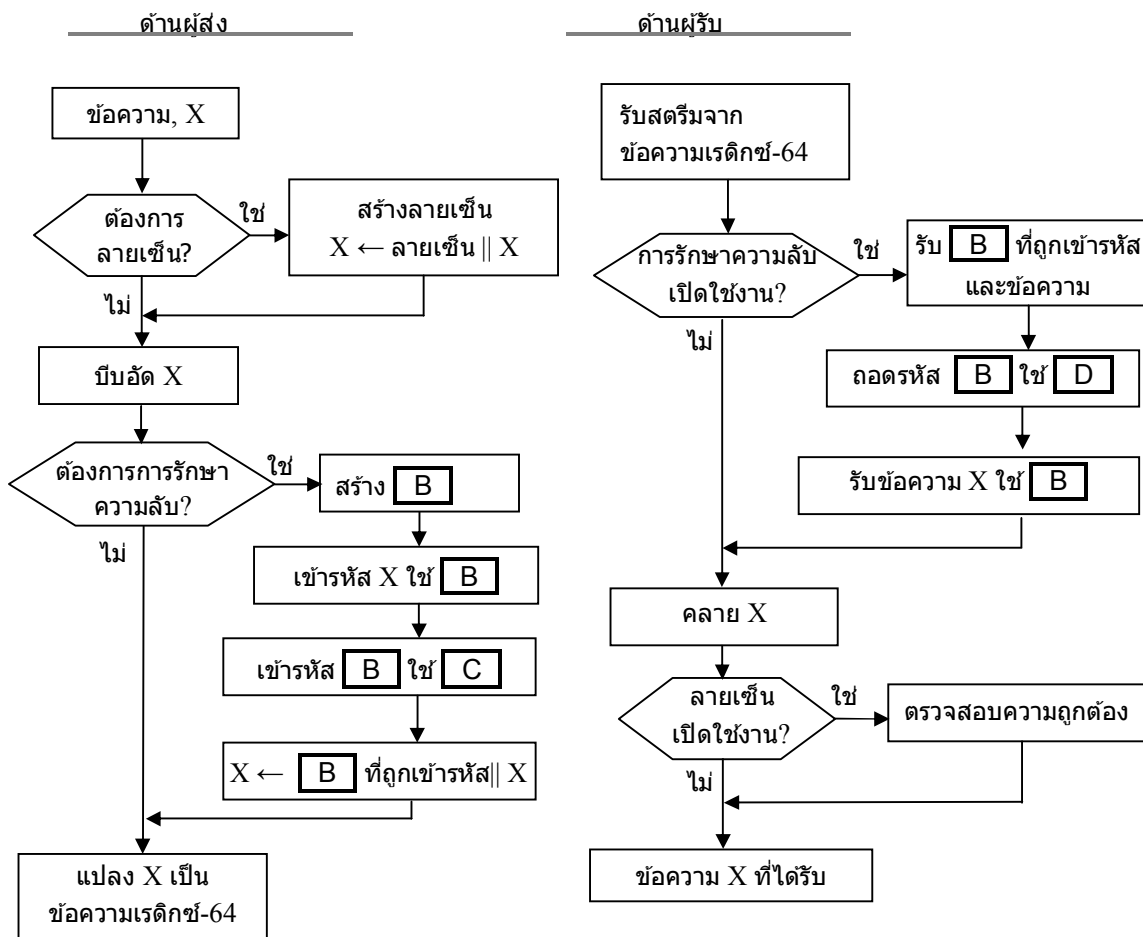 ด้านผู้ส่ง
ข้อความ, X
ต้องการ
ลายเซ็น?
ใช่
สร้างลายเซ็น
X ← ลายเซ็น || X
ไม่
บีบอัด X
ต้องการการรักษา
ความลับ?
ใช่
สร้าง B
ไม่
เข้ารหัส X ใช้ B
เข้ารหัส B ใช้ C
X ← B ที่ถูกเข้ารหัส|| X
แปลง X เป็น
ข้อความเรดิกซ์-64
ด้านผู้รับ
รับสตรีมจาก
ข้อความเรดิกซ์-64
การรักษาความลับ
เปิดใช้งาน?
ใช่
รับ B ที่ถูกเข้ารหัส
และข้อความ
ไม่
ถอดรหัส B ใช้ D
รับข้อความ X ใช้ B
คลาย X
ลายเซ็น
เปิดใช้งาน?
ใช่
ตรวจสอบความถูกต้อง
ไม่
ข้อความ X ที่ได้รับ